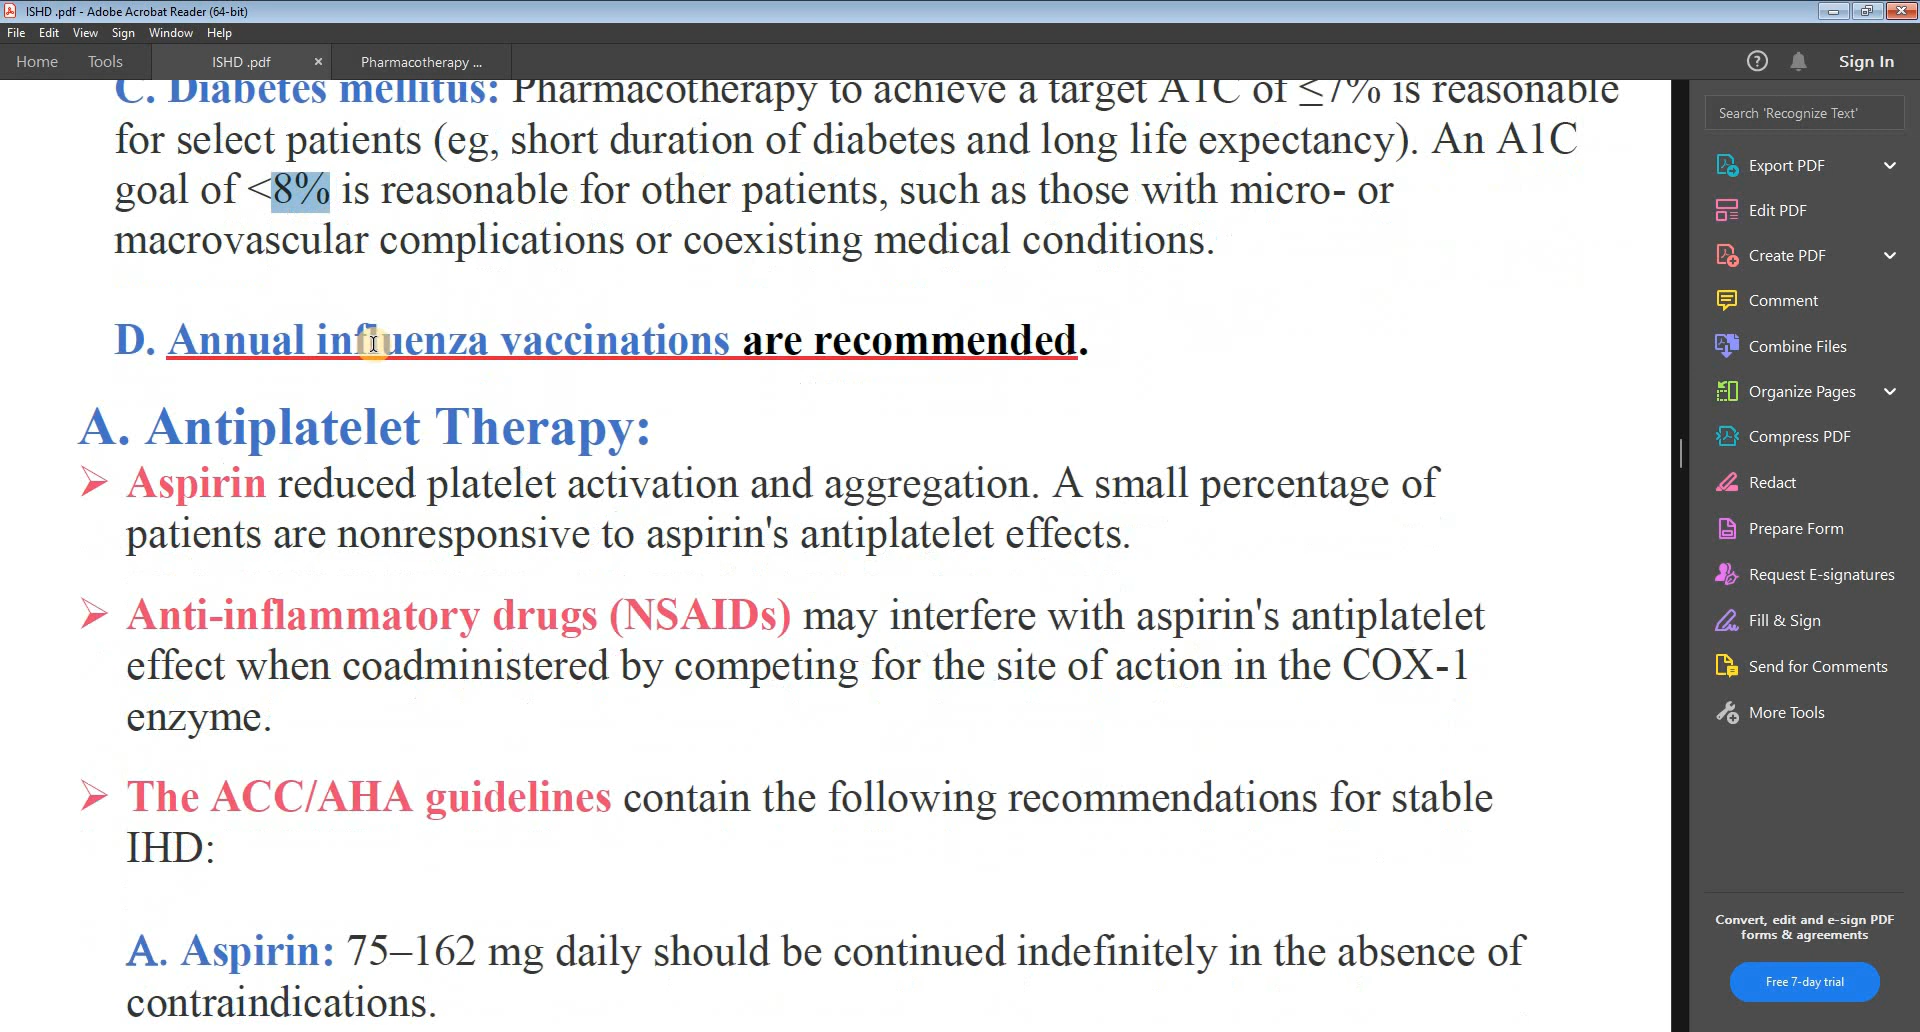 ISHD .pdf - Adobe Acrobat Reader (64-bit)
File Edit View Sign Window Help
Home Tools ISHD .pdf × Pharmacotherapy ... Sign In
C. Diabetes mellitus: Pharmacotherapy to achieve a target A1C of ≤7% is reasonable
for select patients (eg, short duration of diabetes and long life expectancy). An A1C
goal of <8% is reasonable for other patients, such as those with micro- or
macrovascular complications or coexisting medical conditions.
D. Annual influenza vaccinations are recommended.
A. Antiplatelet Therapy:
➢ Aspirin reduced platelet activation and aggregation. A small percentage of
patients are nonresponsive to aspirin's antiplatelet effects.
➢ Anti-inflammatory drugs (NSAIDs) may interfere with aspirin's antiplatelet
effect when coadministered by competing for the site of action in the COX-1
enzyme.
➢ The ACC/AHA guidelines contain the following recommendations for stable
IHD:
A. Aspirin: 75–162 mg daily should be continued indefinitely in the absence of
contraindications.
Search 'Recognize Text'
Export PDF
Edit PDF
Create PDF
Comment
Combine Files
Organize Pages
Compress PDF
Redact
Prepare Form
Request E-signatures
Fill & Sign
Send for Comments
More Tools
Convert, edit and e-sign PDF
forms & agreements
Free 7-day trial